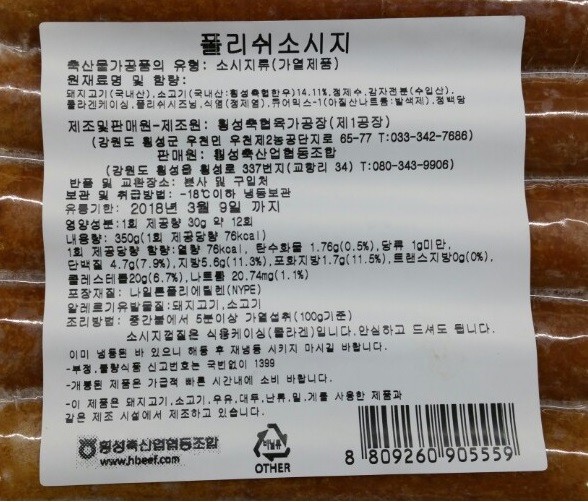 폴리쉬소시지
축산물가공품의 유형: 소시지류(가열제품)
원재료명 및 함량:
돼지고기(국내산),소고기(국내산:횡성축협한우)14.11%,정제수,감자전분(수입산),
콜라겐케이싱,폴리쉬시즈닝,식염(정제염),큐어믹스-1(아질산나트륨:발색제),정백당
제조및판매원-제조원: 횡성축협육가공장(제1공장)
(강원도 횡성군 우천면 우천제2농공단지로 65-77 T:033-342-7686)
판매원: 횡성축산업협동조합
(강원도 횡성군 횡성읍 횡성로 337번지(교항리 34) T:080-343-9906)
반품 및 교환장소: 본사 및 구입처
보관 및 취급방법: -18℃이하 냉동보관
유통기한: 2018년 3월 9일 까지
영양성분:1회 제공량 30g 약 12회
내용량: 350g(1회 제공량당 76kcal)
1회 제공량당 함량:열량 76kcal, 탄수화물 1.76g(0.5%),당류 1g미만,
단백질 4.7g(7.9%),지방5.6g(11.3%),포화지방1.7g(11.5%),트랜스지방0g(0%),
콜레스테롤20g(6.7%),나트륨 20.74mg(1.1%)
포장재질: 나일론폴리에틸렌(NYPE)
알레르기유발물질:돼지고기,소고기
조리방법: 중간불에서 5분이상 가열섭취(100g기준)
소시지껍질은 식용케이싱(콜라겐)입니다.안심하고 드셔도 됩니다.
이미 냉동된 바 있으니 해동 후 재냉동 시키지 마시길 바랍니다.
-부정,불량식품 신고번호는 국번없이 1399
-개봉된 제품은 가급적 빠른 시간내에 소비 바랍니다.
-이 제품은 돼지고기,소고기,우유,대두,난류,밀,게를 사용한 제품과
같은 제조 시설에서 제조하고 있습니다.
횡성축산업협동조합
www.hbeef.com
비닐류
OTHER
8 809260 905559